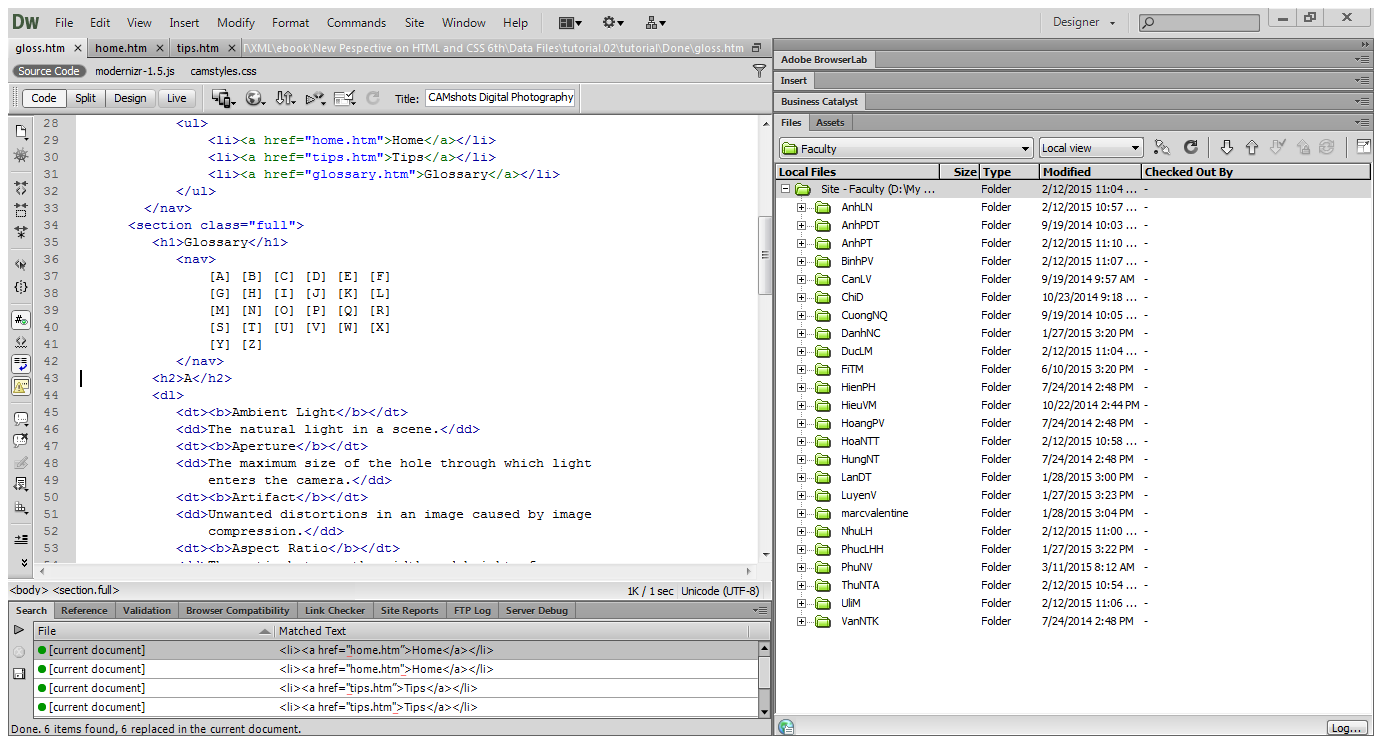 Dw File Edit View Insert Modify Format Commands Site Window Help Designer
gloss.htm × home.htm × tips.htm × \XML\ebook\New Pespective on HTML and CSS 6th\Data Files\tutorial.02\tutorial\Done\gloss.htm
Source Code modernizr-1.5.js camstyles.css
Code Split Design Live Title: CAMshots Digital Photography
28 <ul>
29 <li><a href="home.htm">Home</a></li>
30 <li><a href="tips.htm">Tips</a></li>
31 <li><a href="glossary.htm">Glossary</a></li>
32 </ul>
33 </nav>
34 <section class="full">
35 <h1>Glossary</h1>
36 <nav>
37 [A] [B] [C] [D] [E] [F]
38 [G] [H] [I] [J] [K] [L]
39 [M] [N] [O] [P] [Q] [R]
40 [S] [T] [U] [V] [W] [X]
41 [Y] [Z]
42 </nav>
43 <h2>A</h2>
44 <dl>
45 <dt><b>Ambient Light</b></dt>
46 <dd>The natural light in a scene.</dd>
47 <dt><b>Aperture</b></dt>
48 <dd>The maximum size of the hole through which light
49 enters the camera.</dd>
50 <dt><b>Artifact</b></dt>
51 <dd>Unwanted distortions in an image caused by image
52 compression.</dd>
53 <dt><b>Aspect Ratio</b></dt>
<body> <section.full> 1K / 1 sec Unicode (UTF-8)
Search Reference Validation Browser Compatibility Link Checker Site Reports FTP Log Server Debug
File Matched Text
[current document] <li><a href="home.htm">Home</a></li>
[current document] <li><a href="home.htm">Home</a></li>
[current document] <li><a href="tips.htm">Tips</a></li>
[current document] <li><a href="tips.htm">Tips</a></li>
Done. 6 items found, 6 replaced in the current document.
Adobe BrowserLab
Insert
Business Catalyst
Files Assets
Faculty Local view
Local Files Size Type Modified Checked Out By
Site - Faculty (D:\My ... Folder 2/12/2015 11:04 ... -
AnhLN Folder 2/12/2015 10:57 ... -
AnhPDT Folder 9/19/2014 10:03 ... -
AnhPT Folder 2/12/2015 11:10 ... -
BinhPV Folder 2/12/2015 11:07 ... -
CanLV Folder 9/19/2014 9:57 AM -
ChiD Folder 10/23/2014 9:18 ... -
CuongNQ Folder 9/19/2014 10:05 ... -
DanhNC Folder 1/27/2015 3:20 PM -
DucLM Folder 2/12/2015 11:04 ... -
FiTM Folder 6/10/2015 3:20 PM -
HienPH Folder 7/24/2014 2:48 PM -
HieuVM Folder 10/22/2014 2:44 PM -
HoangPV Folder 7/24/2014 2:48 PM -
HoaNTT Folder 2/12/2015 10:58 ... -
HungNT Folder 7/24/2014 2:48 PM -
LanDT Folder 1/28/2015 3:00 PM -
LuyenV Folder 1/27/2015 3:23 PM -
marcvalentine Folder 1/28/2015 3:04 PM -
NhuLH Folder 2/12/2015 11:00 ... -
PhucLHH Folder 1/27/2015 3:22 PM -
PhuNV Folder 3/11/2015 8:12 AM -
ThuNTA Folder 2/12/2015 10:54 ... -
UliM Folder 2/12/2015 11:06 ... -
VanNTK Folder 7/24/2014 2:48 PM -
Log...